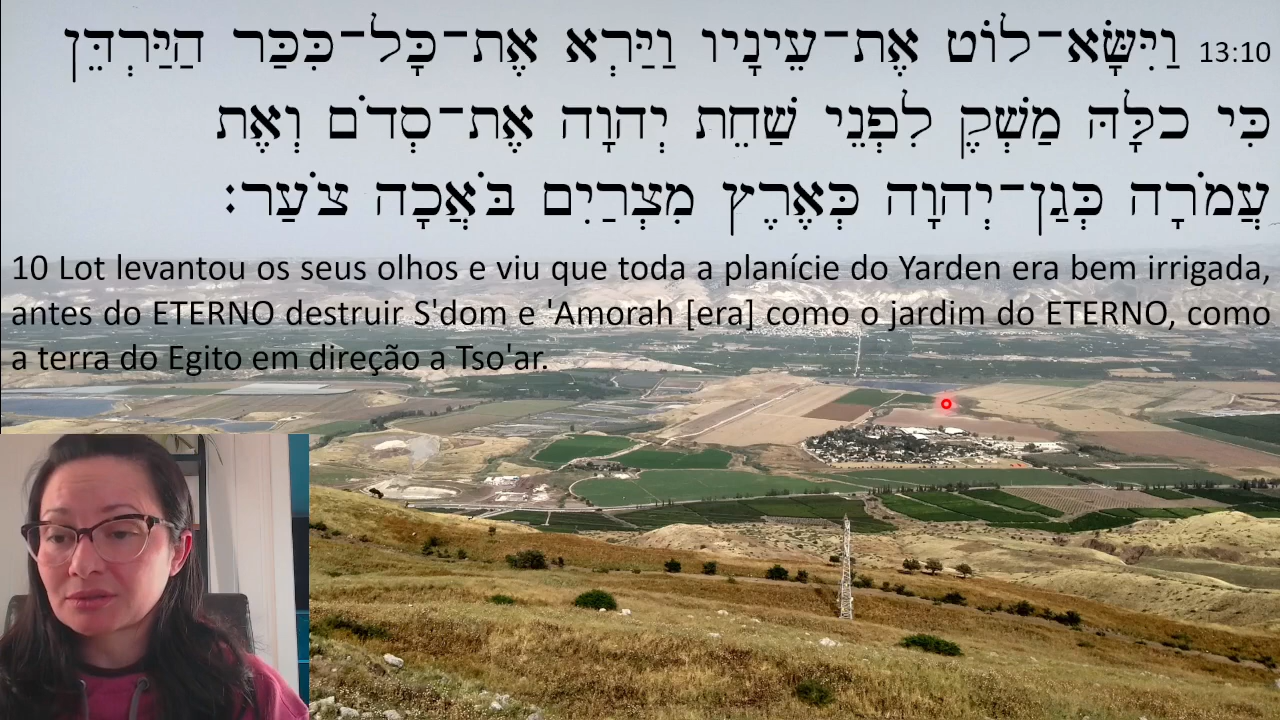 13:10 וַיִּשָּׂא־לוֹט אֶת־עֵינָיו וַיַּרְא אֶת־כָּל־כִּכַּר הַיַּרְדֵּן
כִּי כֻלָּהּ מַשְׁקֶה לִפְנֵי שַׁחֵת יְהוָה אֶת־סְדֹם וְאֶת
עֲמֹרָה כְּגַן־יְהוָה כְּאֶרֶץ מִצְרַיִם בֹּאֲכָה צֹעַר׃
10 Lot levantou os seus olhos e viu que toda a planície do Yarden era bem irrigada,
antes do ETERNO destruir S'dom e 'Amorah [era] como o jardim do ETERNO, como
a terra do Egito em direção a Tso'ar.